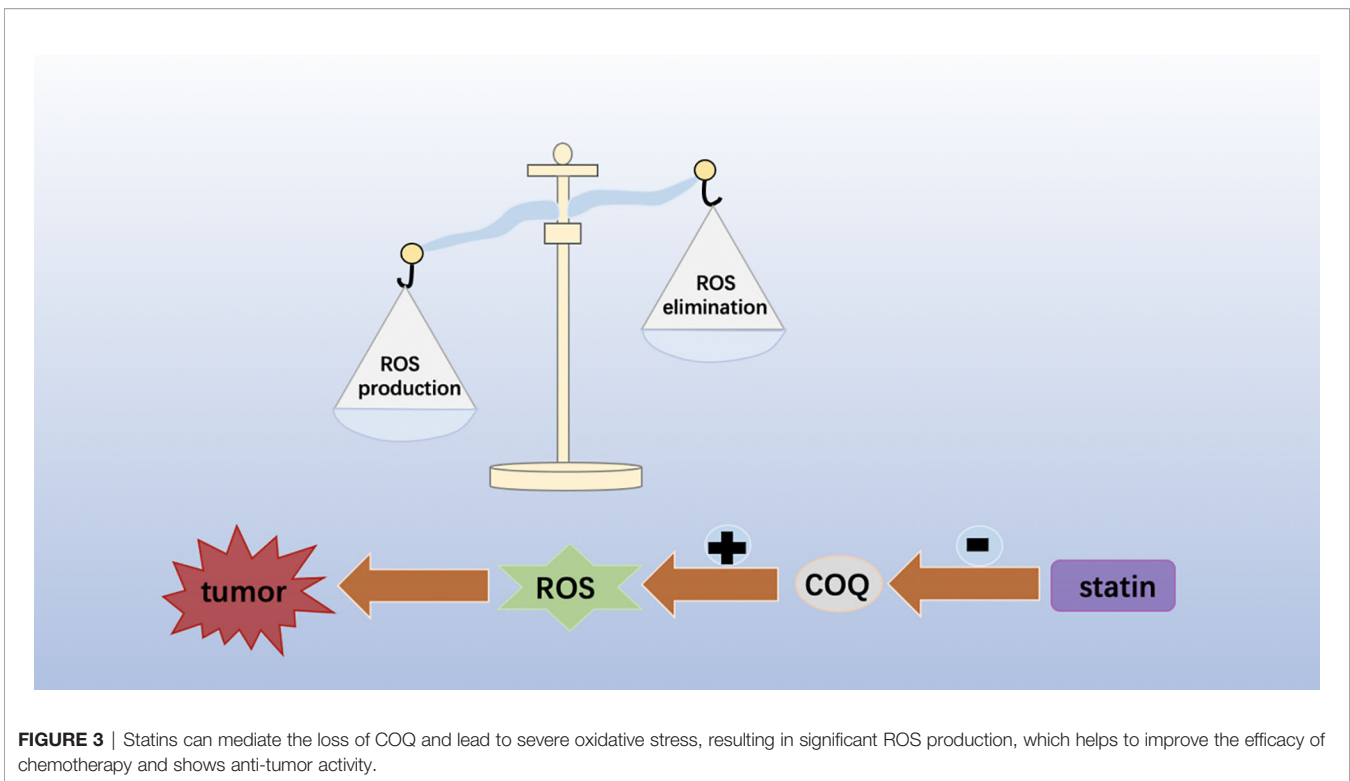 ROS
elimination
ROS
production
+
-
tumor
ROS
COQ
statin
FIGURE 3 | Statins can mediate the loss of COQ and lead to severe oxidative stress, resulting in significant ROS production, which helps to improve the efficacy of
chemotherapy and shows anti-tumor activity.